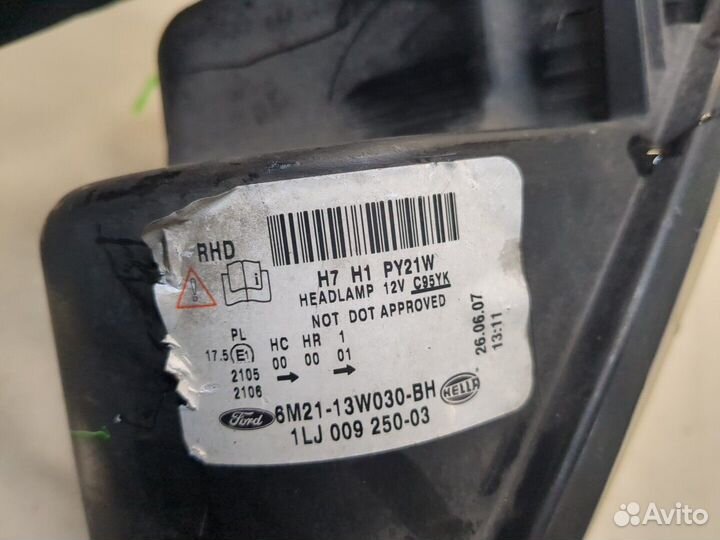 RHD
H7 H1 PY21W
HEADLAMP 12V C95YK
NOT DOT APPROVED
PL HC HR 1
17.5 E1 00 00 01
2105
2106
26.06.07
13:11
Ford 6M21-13W030-BH HELLA
1LJ 009 250-03
Avito